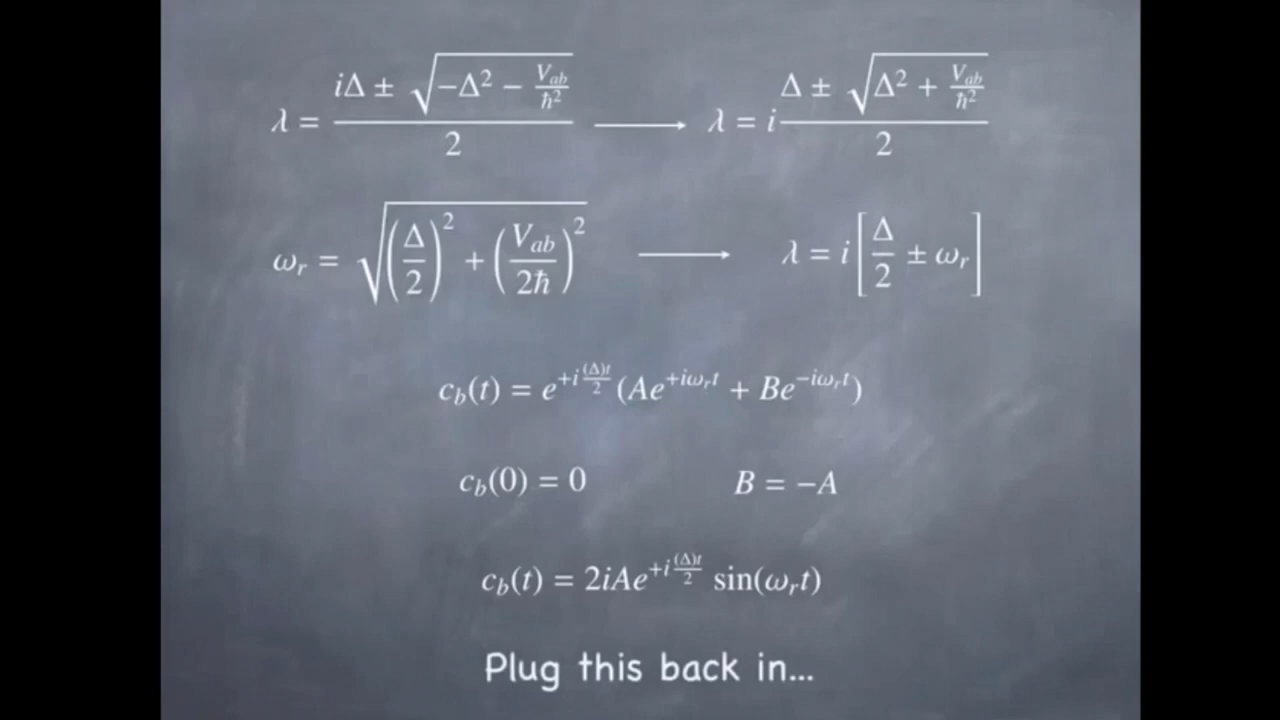 λ = (iΔ ± √(−Δ² − V_ab/ħ²))/2 ⟶ λ = i (Δ ± √(Δ² + V_ab/ħ²))/2
ω_r = √((Δ/2)² + (V_ab/2ħ)²) ⟶ λ = i[Δ/2 ± ω_r]
c_b(t) = e^{+i(Δ)t/2}(Ae^{+iω_r t} + Be^{−iω_r t})
c_b(0) = 0 B = −A
c_b(t) = 2iAe^{+i(Δ)t/2} sin(ω_r t)
Plug this back in...